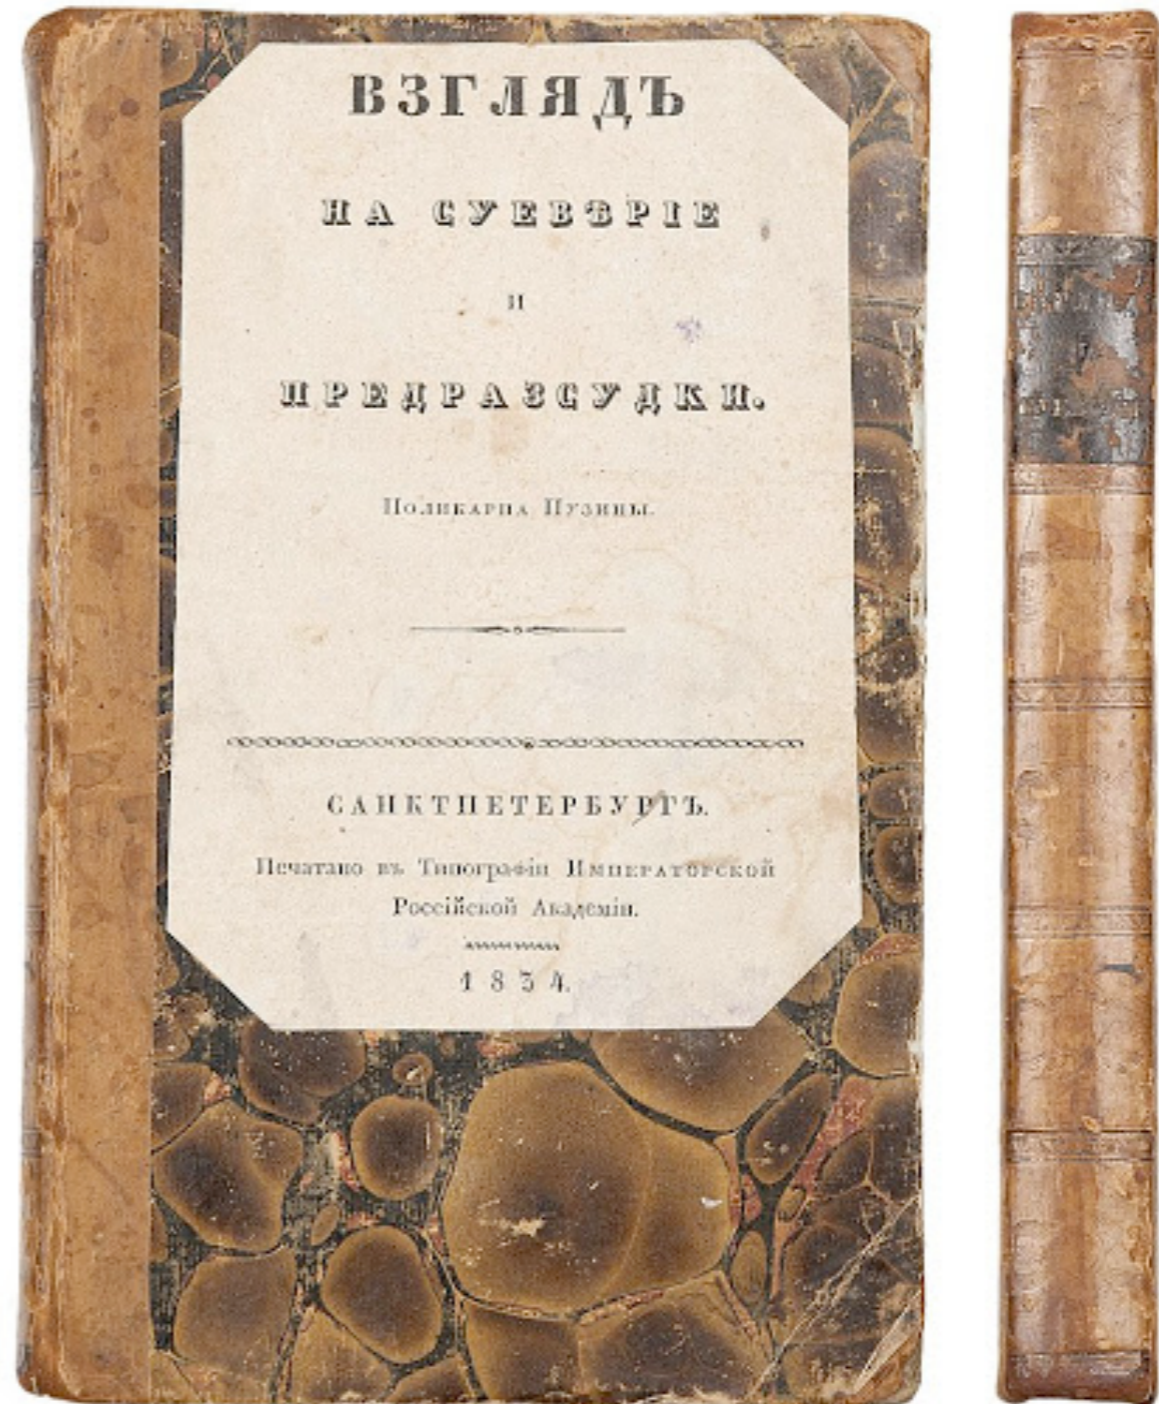 ВЗГЛЯДЪ
НА СУЕВѢРІЕ
И
ПРЕДРАЗСУДКИ.
Поликарпа Пузины.
САНКТПЕТЕРБУРГЪ.
Печатано въ Типографіи ИМПЕРАТОРСКОЙ
Россійской Академіи.
1834.